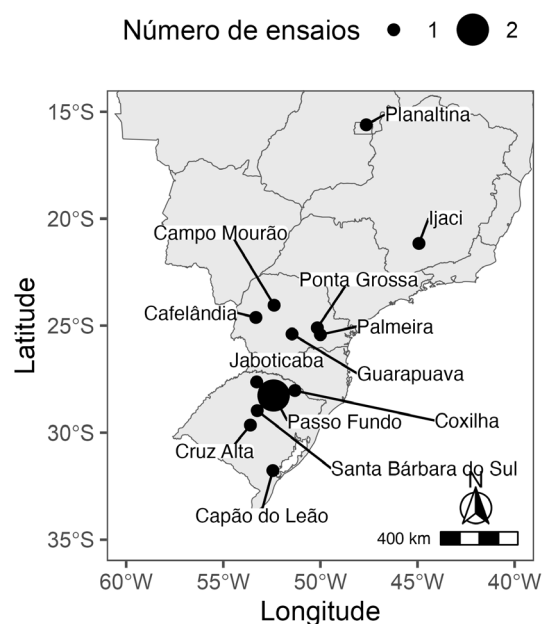 Número de ensaios 1 2
15°S
Planaltina
20°S
Ijaci
Campo Mourão
Ponta Grossa
Cafelândia
25°S
Palmeira
Jaboticaba
Guarapuava
Passo Fundo
Coxilha
30°S
Cruz Alta
Santa Bárbara do Sul
N
Capão do Leão
400 km
35°S
60°W 55°W 50°W 45°W 40°W
Longitude
Latitude